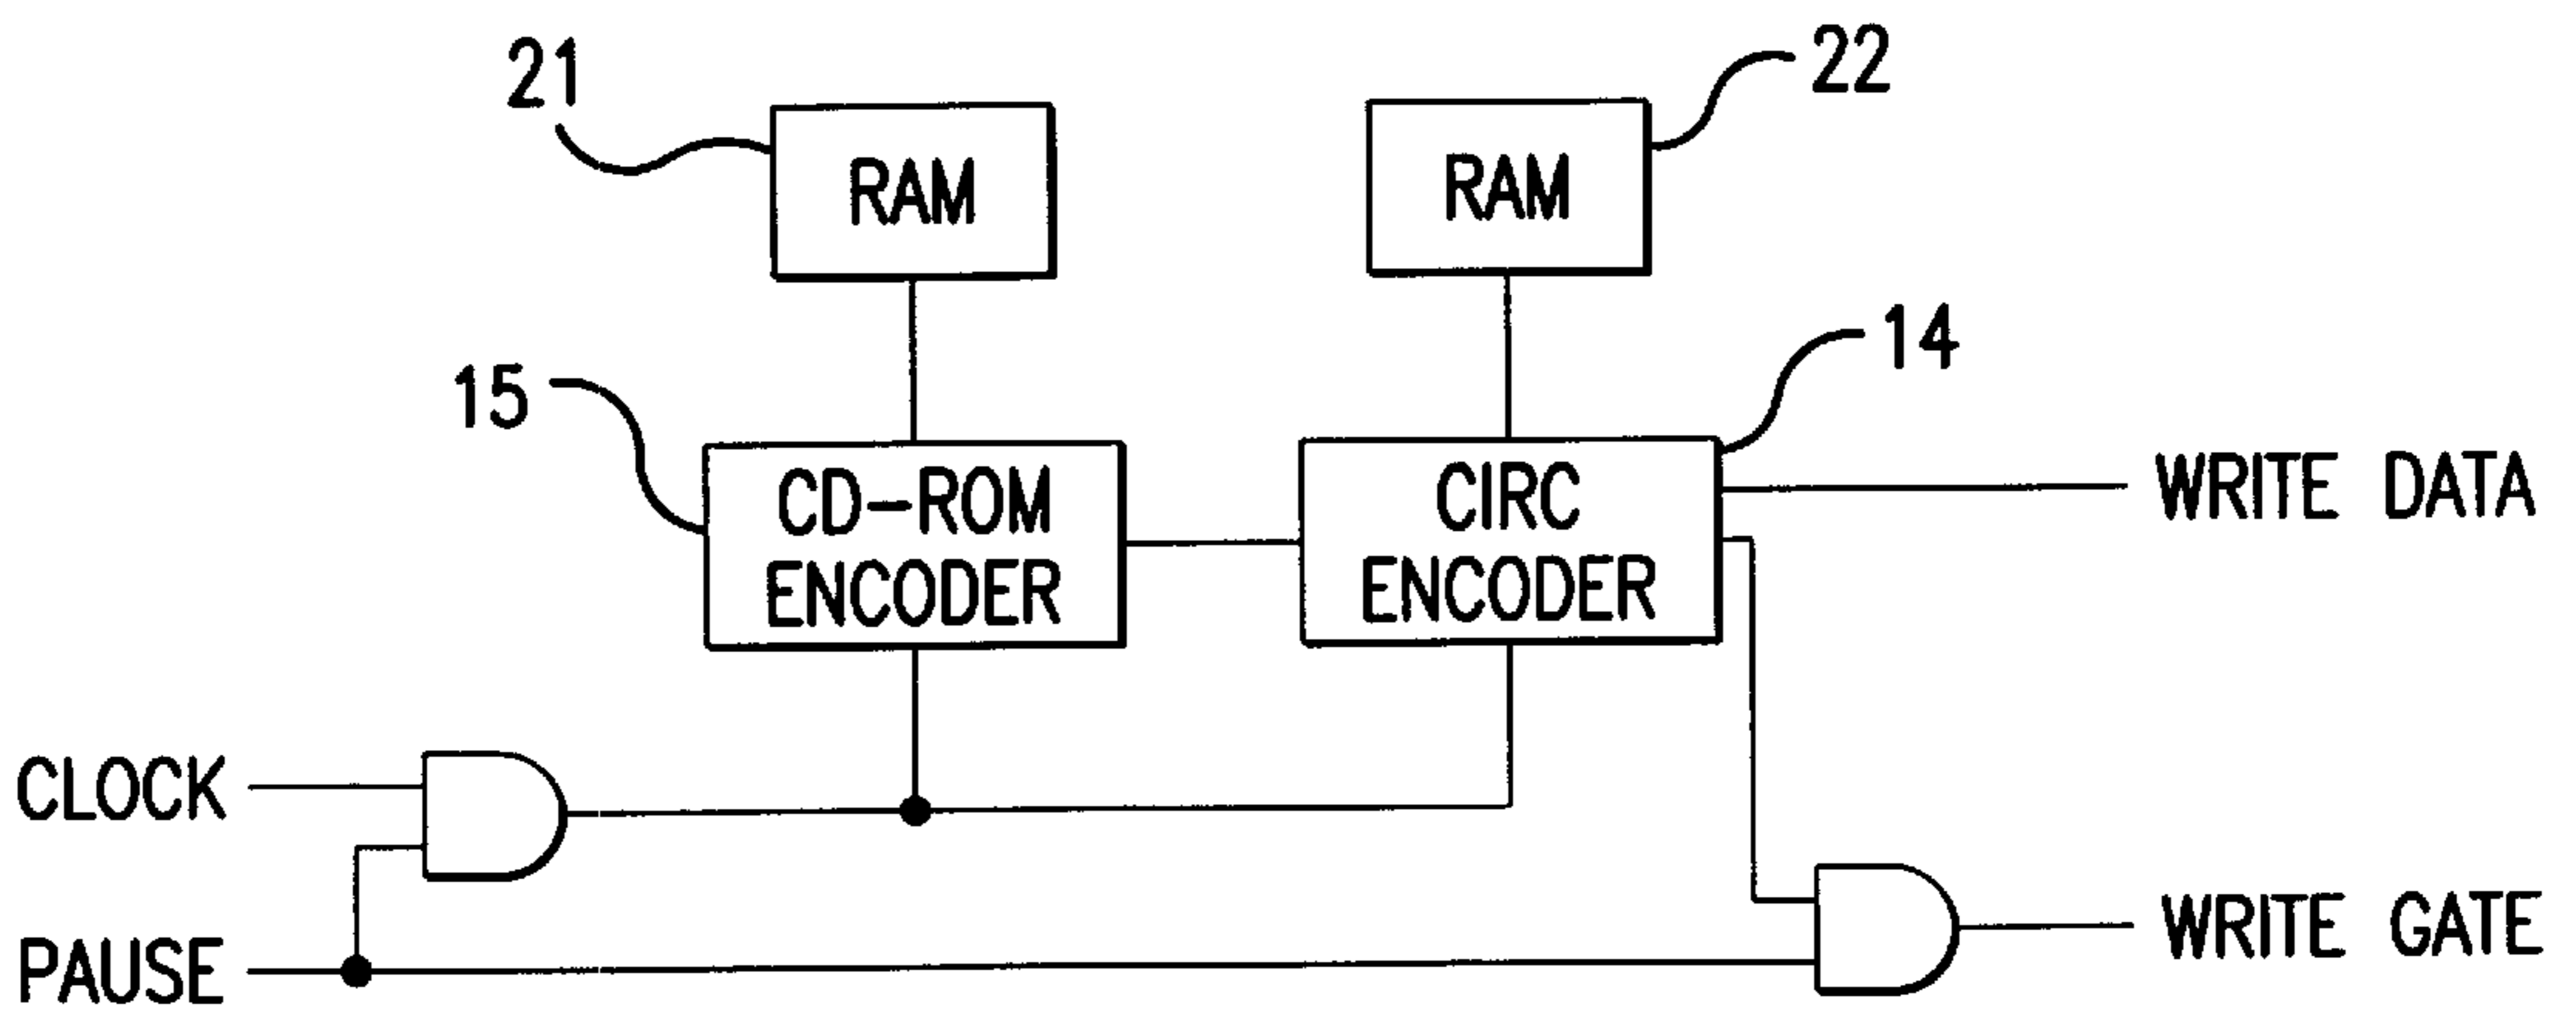 21
22
RAM
RAM
14
15
CD-ROM
ENCODER
CIRC
ENCODER
WRITE DATA
CLOCK
PAUSE
WRITE GATE